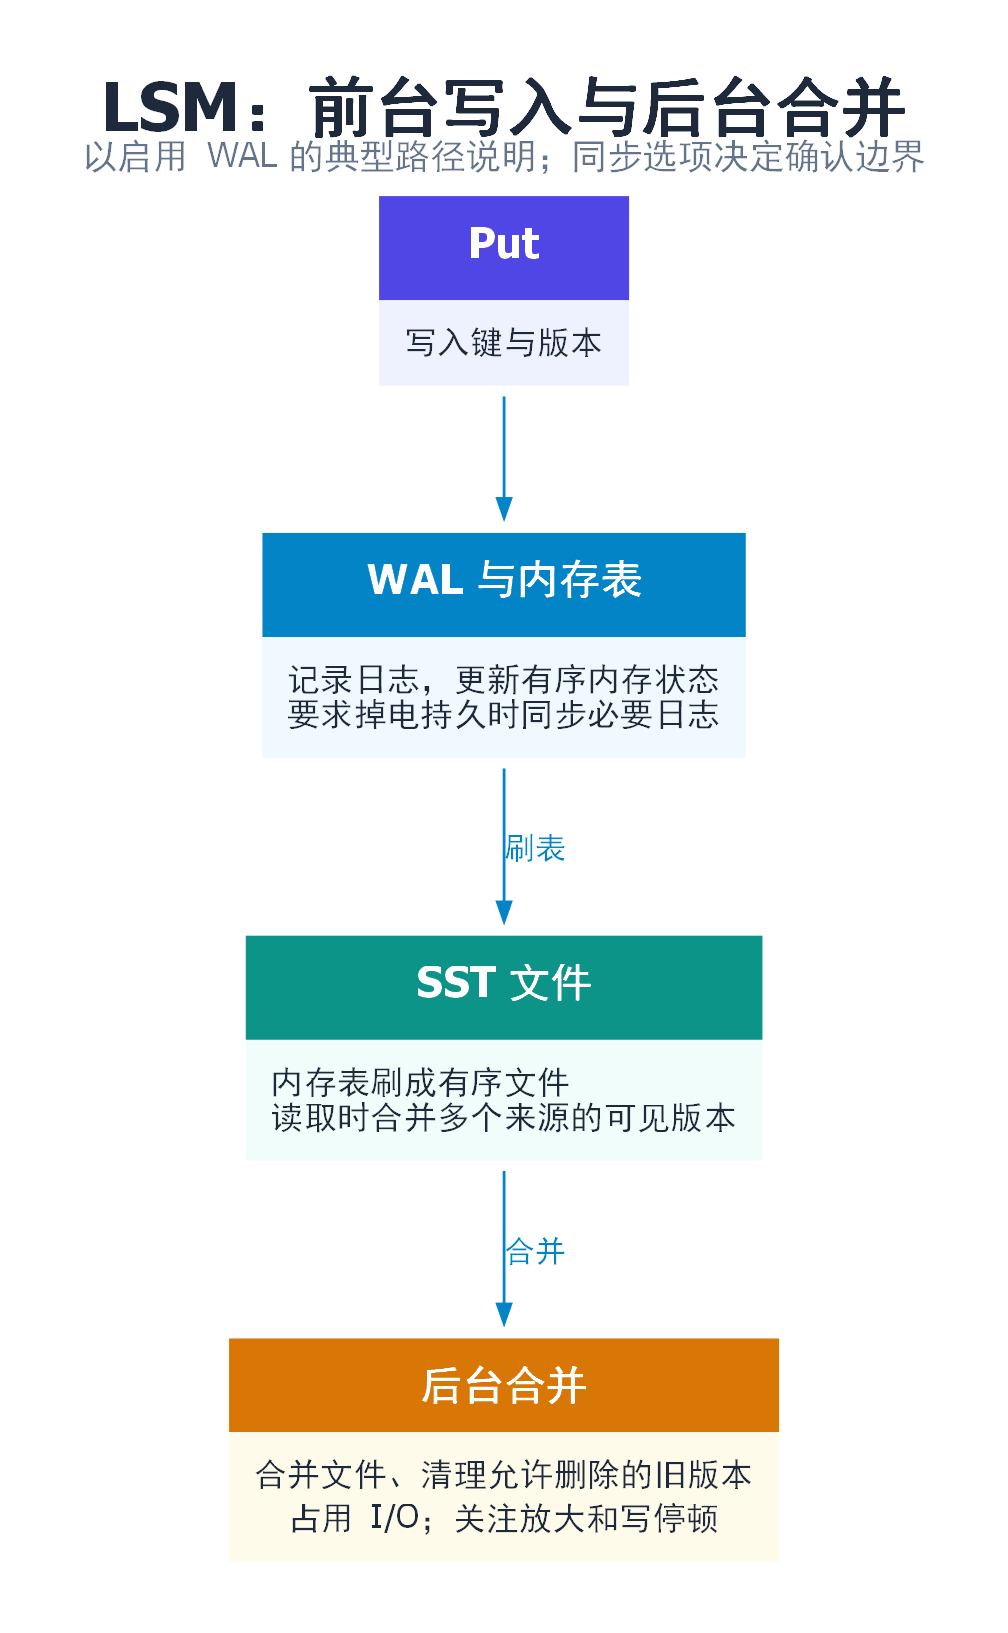 LSM：前台写入与后台合并
以启用 WAL 的典型路径说明；同步选项决定确认边界
Put
写入键与版本
WAL 与内存表
记录日志，更新有序内存状态
要求掉电持久时同步必要日志
刷表
SST 文件
内存表刷成有序文件
读取时合并多个来源的可见版本
合并
后台合并
合并文件、清理允许删除的旧版本
占用 I/O；关注放大和写停顿